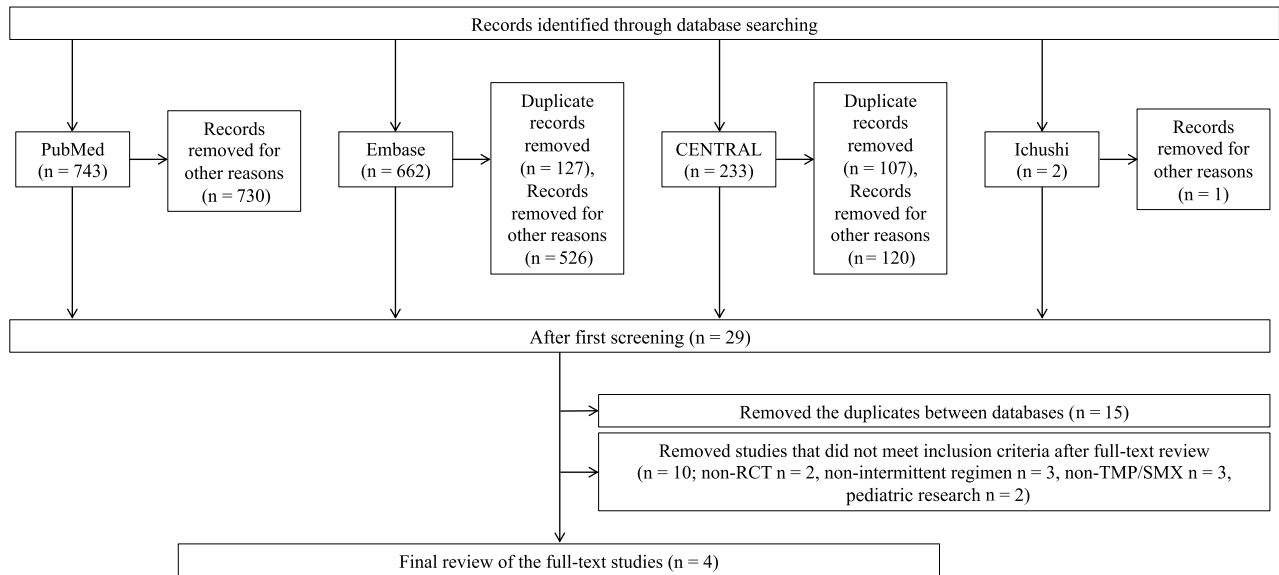 Records identified through database searching
PubMed
(n = 743)
Records
removed for
other reasons
(n = 730)
Embase
(n = 662)
Duplicate
records
removed
(n = 127),
Records
removed for
other reasons
(n = 526)
CENTRAL
(n = 233)
Duplicate
records
removed
(n = 107),
Records
removed for
other reasons
(n = 120)
Ichushi
(n = 2)
Records
removed for
other reasons
(n = 1)
After first screening (n = 29)
Removed the duplicates between databases (n = 15)
Removed studies that did not meet inclusion criteria after full-text review
(n = 10; non-RCT n = 2, non-intermittent regimen n = 3, non-TMP/SMX n = 3,
pediatric research n = 2)
Final review of the full-text studies (n = 4)